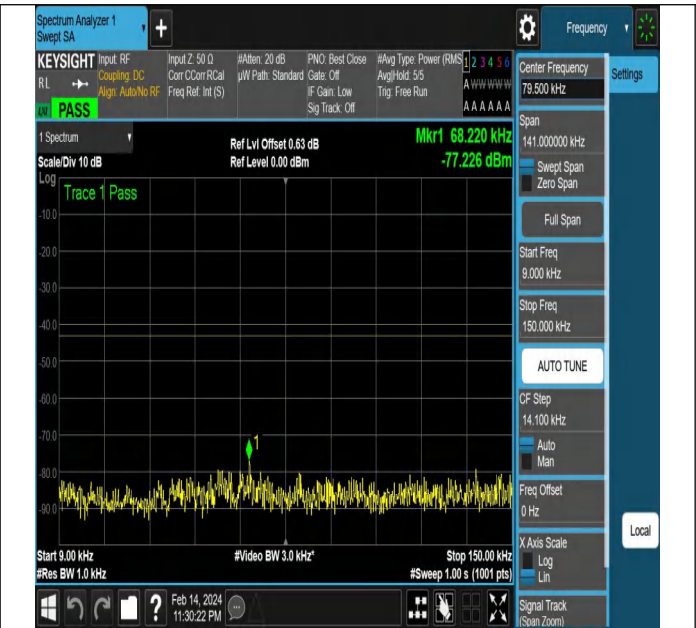 Spectrum Analyzer 1
Swept SA
+
Frequency
KEYSIGHT
RL
PASS
Input: RF
Coupling: DC
Align: Auto/No RF
Input Z: 50 Ω
Corr CCorr RCal
Freq Ref: Int (S)
#Atten: 20 dB
µW Path: Standard
PNO: Best Close
Gate: Off
IF Gain: Low
Sig Track: Off
#Avg Type: Power (RMS
Avg|Hold: 5/5
Trig: Free Run
1 2 3 4 5 6
A W W W W W
A A A A A A
1 Spectrum
Scale/Div 10 dB
Ref Lvl Offset 0.63 dB
Ref Level 0.00 dBm
Mkr1 68.220 kHz
-77.226 dBm
Log
Trace 1 Pass
-10.0
-20.0
-30.0
-40.0
-50.0
-60.0
-70.0
-80.0
-90.0
1
Start 9.00 kHz
#Res BW 1.0 kHz
#Video BW 3.0 kHz*
Stop 150.00 kHz
#Sweep 1.00 s (1001 pts)
?
Feb 14, 2024
11:30:22 PM
Center Frequency
79.500 kHz
Settings
Span
141.000000 kHz
Swept Span
Zero Span
Full Span
Start Freq
9.000 kHz
Stop Freq
150.000 kHz
AUTO TUNE
CF Step
14.100 kHz
Auto
Man
Freq Offset
0 Hz
X Axis Scale
Log
Lin
Local
Signal Track
(Span Zoom)